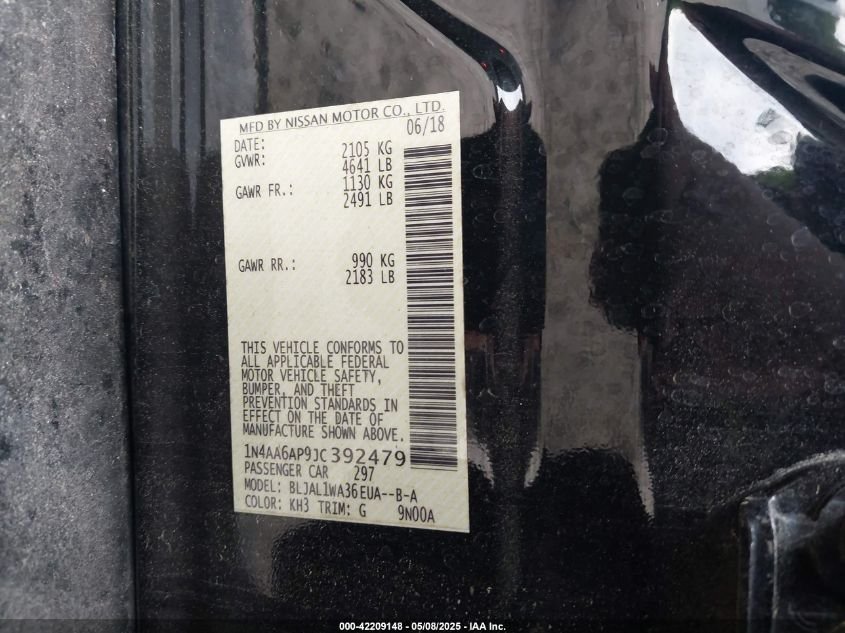 MFD BY NISSAN MOTOR CO., LTD.
DATE: 06/18
GVWR: 2105 KG
4641 LB
GAWR FR.: 1130 KG
2491 LB
GAWR RR.: 990 KG
2183 LB
THIS VEHICLE CONFORMS TO
ALL APPLICABLE FEDERAL
MOTOR VEHICLE SAFETY,
BUMPER, AND THEFT
PREVENTION STANDARDS IN
EFFECT ON THE DATE OF
MANUFACTURE SHOWN ABOVE.
1N4AA6AP9JC392479
PASSENGER CAR 297
MODEL: BLJAL1WA36EUA--B-A
COLOR: KH3 TRIM: G 9N00A
000-42209148 - 05/08/2025 - IAA Inc.